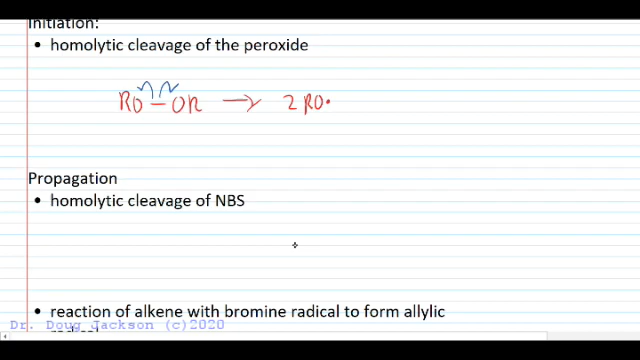 Initiation:
• homolytic cleavage of the peroxide
RO—OR → 2 RO•
Propagation
• homolytic cleavage of NBS
• reaction of alkene with bromine radical to form allylic
radical
Dr. Doug Jackson (c)2020